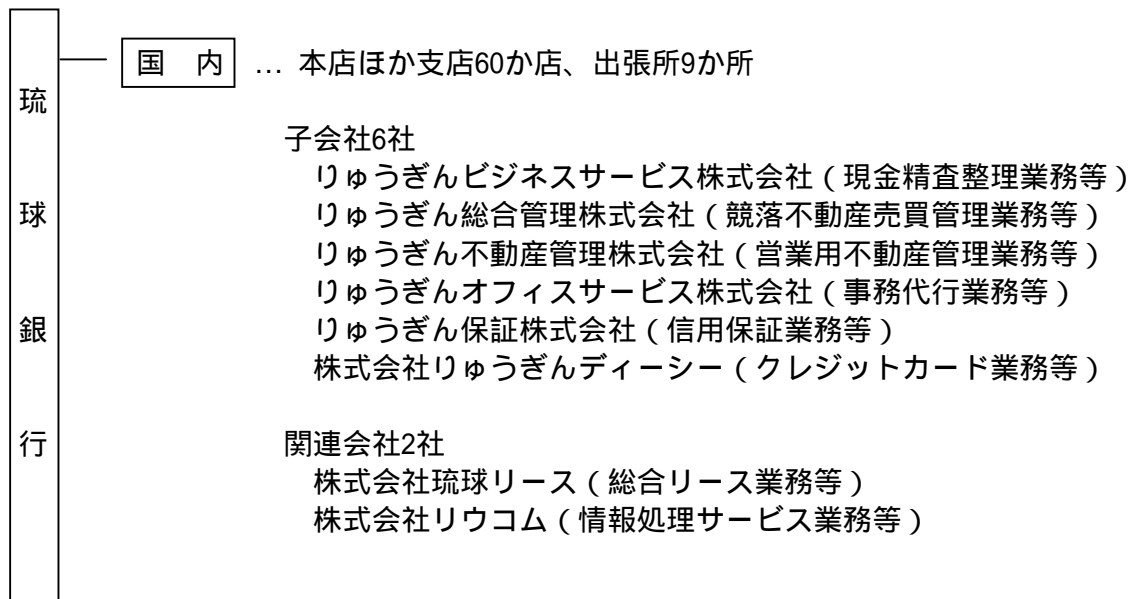 琉球銀行
国 内 … 本店ほか支店60か店、出張所9か所
子会社6社
りゅうぎんビジネスサービス株式会社(現金精査整理業務等)
りゅうぎん総合管理株式会社(競落不動産売買管理業務等)
りゅうぎん不動産管理株式会社(営業用不動産管理業務等)
りゅうぎんオフィスサービス株式会社(事務代行業務等)
りゅうぎん保証株式会社(信用保証業務等)
株式会社りゅうぎんディーシー(クレジットカード業務等)
関連会社2社
株式会社琉球リース(総合リース業務等)
株式会社リウコム(情報処理サービス業務等)